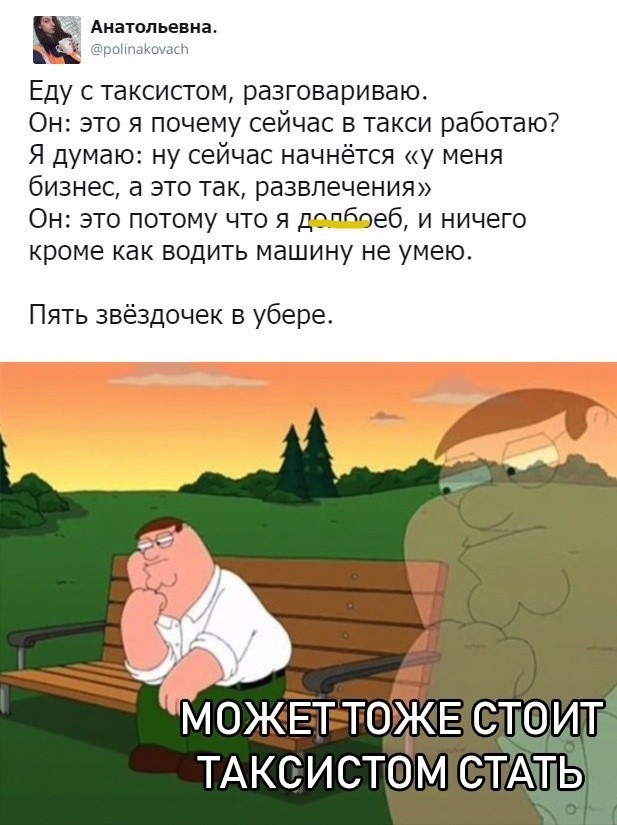 Анатольевна.
@polinakovach
Еду с таксистом, разговариваю.
Он: это я почему сейчас в такси работаю?
Я думаю: ну сейчас начнётся «у меня
бизнес, а это так, развлечения»
Он: это потому что я долбоеб, и ничего
кроме как водить машину не умею.
Пять звёздочек в убере.
МОЖЕТ ТОЖЕ СТОИТ
ТАКСИСТОМ СТАТЬ